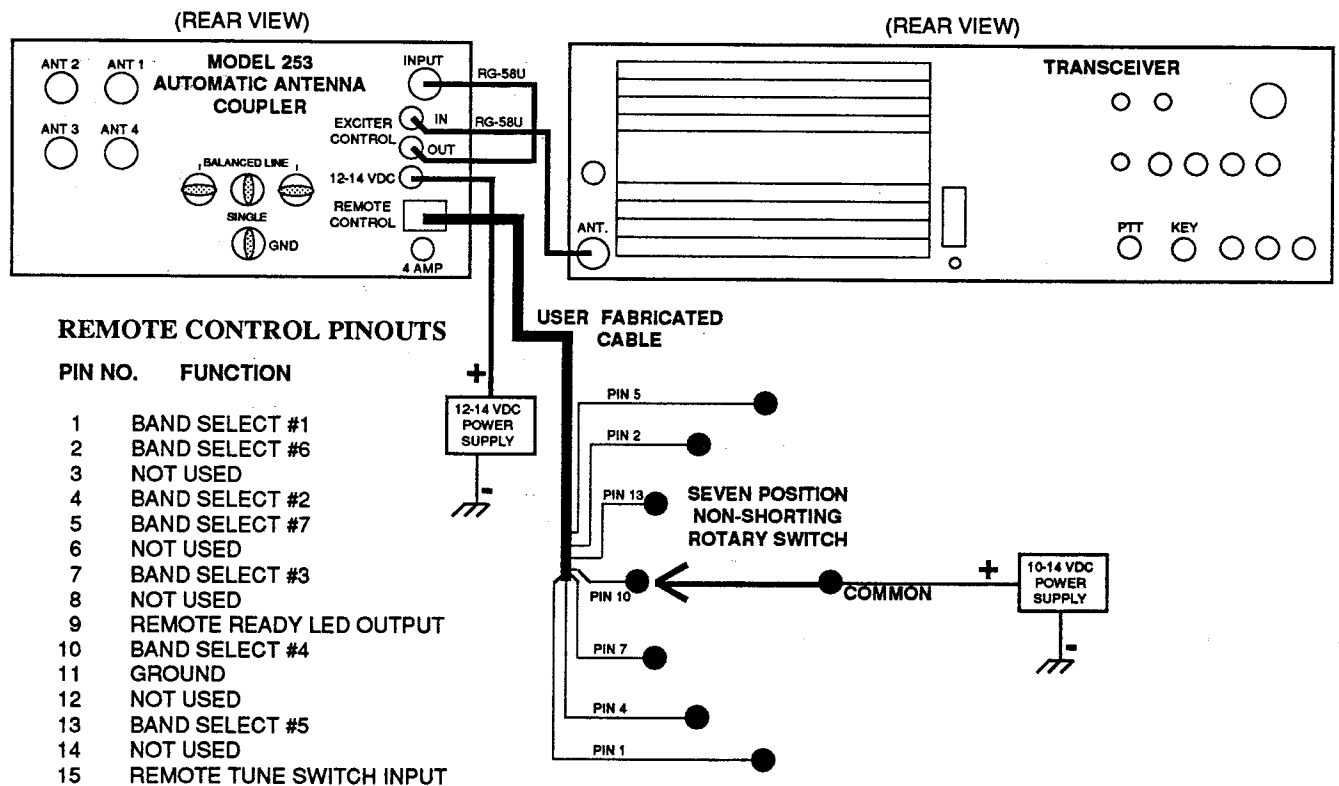 (REAR VIEW)
MODEL 253
AUTOMATIC ANTENNA
COUPLER
ANT 2
ANT 1
ANT 3
ANT 4
BALANCED LINE
SINGLE
GND
INPUT
EXCITER
CONTROL
IN
OUT
12-14 VDC
REMOTE
CONTROL
4 AMP
RG-58U
RG-58U
(REAR VIEW)
TRANSCEIVER
ANT.
PTT
KEY
REMOTE CONTROL PINOUTS
PIN NO. FUNCTION
1 BAND SELECT #1
2 BAND SELECT #6
3 NOT USED
4 BAND SELECT #2
5 BAND SELECT #7
6 NOT USED
7 BAND SELECT #3
8 NOT USED
9 REMOTE READY LED OUTPUT
10 BAND SELECT #4
11 GROUND
12 NOT USED
13 BAND SELECT #5
14 NOT USED
15 REMOTE TUNE SWITCH INPUT
+
12-14 VDC
POWER
SUPPLY
-
USER FABRICATED
CABLE
PIN 5
PIN 2
PIN 13
PIN 10
PIN 7
PIN 4
PIN 1
SEVEN POSITION
NON-SHORTING
ROTARY SWITCH
COMMON
+
10-14 VDC
POWER
SUPPLY
-